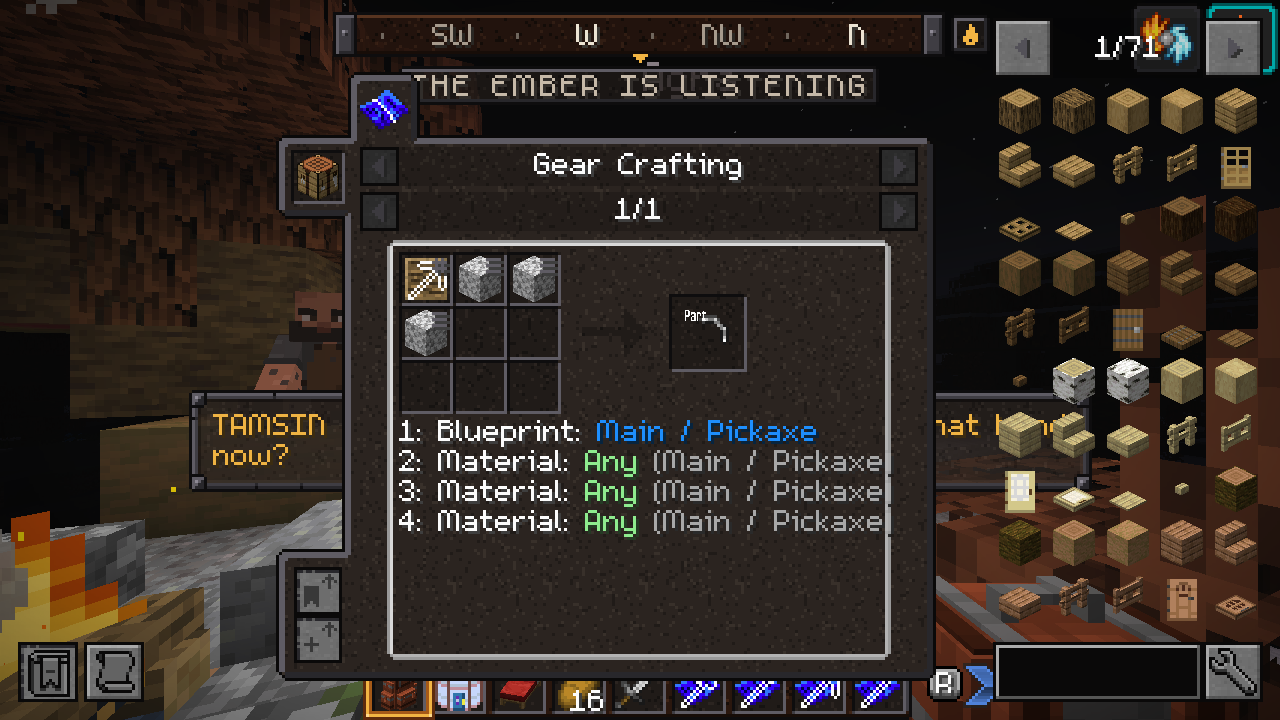 SW W NW N
1/71
THE EMBER IS LISTENING
Gear Crafting
1/1
Part
TAMSIN
now?
hat
1: Blueprint: Main / Pickaxe
2: Material: Any (Main / Pickaxe
3: Material: Any (Main / Pickaxe
4: Material: Any (Main / Pickaxe
16
R